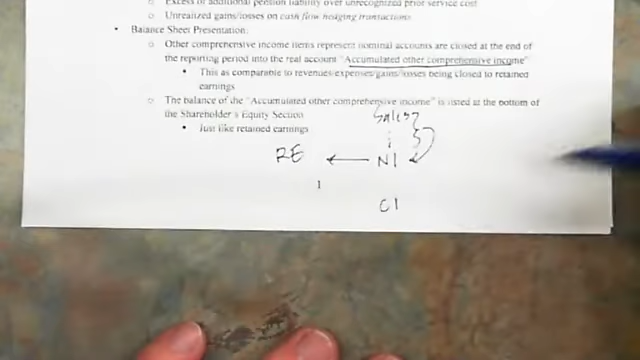 Excess of additional pension liability over unrecognized prior service cost
○ Unrealized gains/losses on cash flow hedging transactions
• Balance Sheet Presentation:
○ Other comprehensive income items represent nominal accounts are closed at the end of
the reporting period into the real account "Accumulated other comprehensive income"
▪ This as comparable to revenues/expenses/gains/losses being closed to retained
earnings
○ The balance of the "Accumulated other comprehensive income" is listed at the bottom of
the Shareholder's Equity Section
▪ Just like retained earnings
Sales
RE ← NI
1
CI